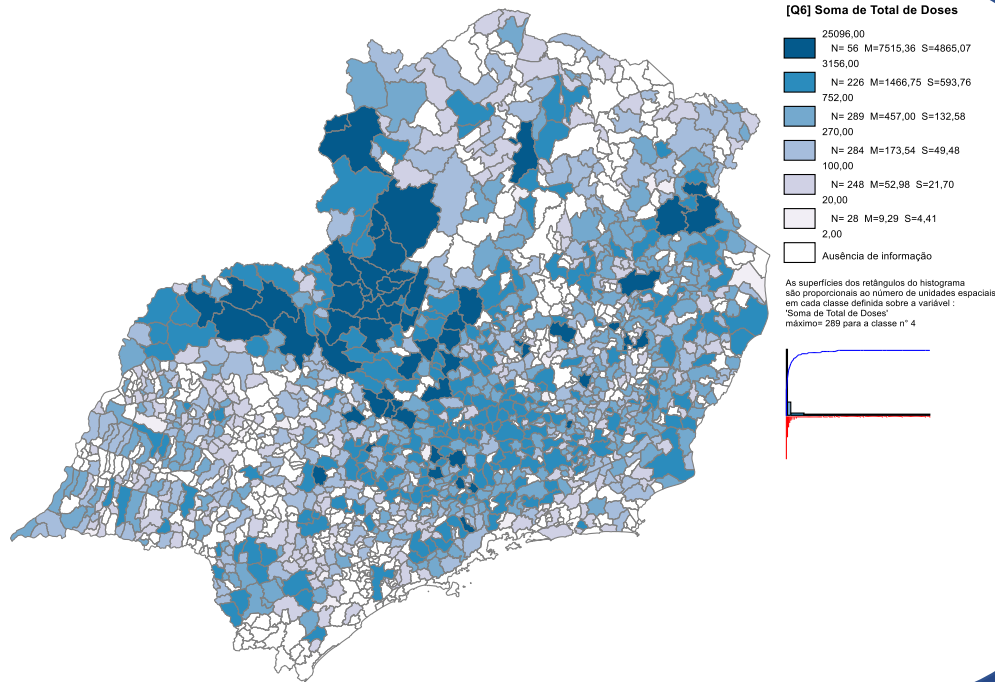 [Q6] Soma de Total de Doses
25096,00
N= 56 M=7515,36 S=4865,07
3156,00
N= 226 M=1466,75 S=593,76
752,00
N= 289 M=457,00 S=132,58
270,00
N= 284 M=173,54 S=49,48
100,00
N= 248 M=52,98 S=21,70
20,00
N= 28 M=9,29 S=4,41
2,00
Ausência de informação
As superfícies dos retângulos do histograma
são proporcionais ao número de unidades espaciais
em cada classe definida sobre a variável :
'Soma de Total de Doses'
máximo= 289 para a classe n° 4